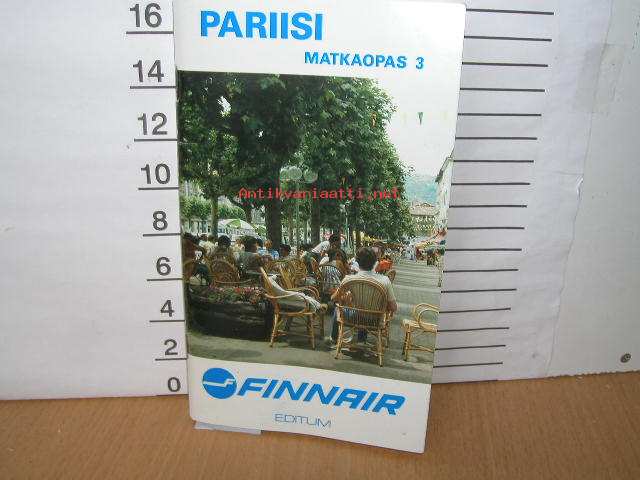 PARIISI
MATKAOPAS 3
Antikvariaatti.net
FINNAIR
EDITUM
16
14
12
10
8
6
4
2
0